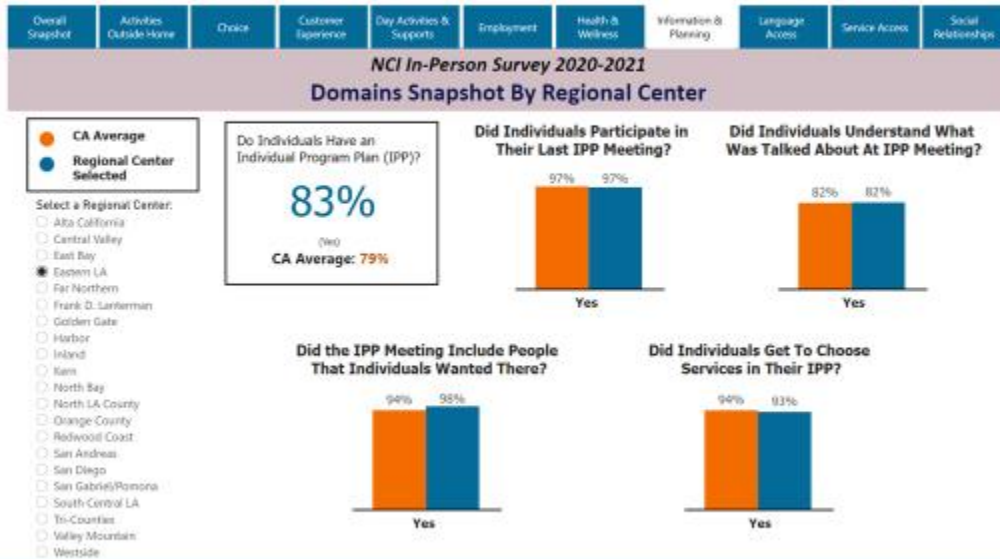 Overall
Snapshot
Activities
Outside Home
Choice
Customer
Experience
Day Activities &
Supports
Employment
Health &
Wellness
Information &
Planning
Language
Access
Service Access
Social
Relationships
NCI In-Person Survey 2020-2021
Domains Snapshot By Regional Center
CA Average
Regional Center
Selected
Select a Regional Center:
Alta California
Central Valley
East Bay
Eastern LA
Far Northern
Frank D. Lanterman
Golden Gate
Harbor
Inland
Kern
North Bay
North LA County
Orange County
Redwood Coast
San Andreas
San Diego
San Gabriel/Pomona
South Central LA
Tri-Counties
Valley Mountain
Westside
Do Individuals Have an
Individual Program Plan (IPP)?
83%
(Yes)
CA Average: 79%
Did Individuals Participate in
Their Last IPP Meeting?
97% 97%
Yes
Did Individuals Understand What
Was Talked About At IPP Meeting?
82% 82%
Yes
Did the IPP Meeting Include People
That Individuals Wanted There?
94% 98%
Yes
Did Individuals Get To Choose
Services in Their IPP?
94% 93%
Yes